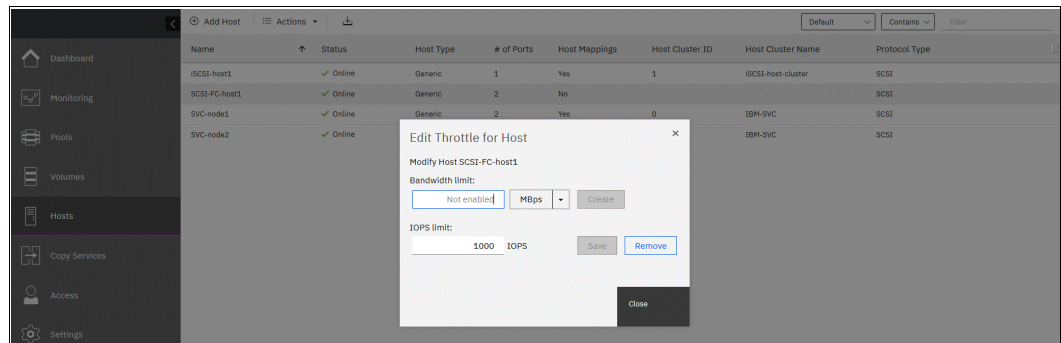 Add Host Actions Default Contains Filter
Name Status Host Type # of Ports Host Mappings Host Cluster ID Host Cluster Name Protocol Type
Dashboard
iSCSI-host1 Online Generic 1 Yes 1 iSCSI-host-cluster SCSI
SCSI-FC-host1 Online Generic 2 No SCSI
Monitoring
SVC-node1 Online Generic 2 Yes 0 IBM-SVC SCSI
SVC-node2 Online IBM-SVC SCSI
Pools
Volumes
Hosts
Copy Services
Access
Settings
Edit Throttle for Host
Modify Host SCSI-FC-host1
Bandwidth limit:
Not enabled MBps Create
IOPS limit:
1000 IOPS Save Remove
Close